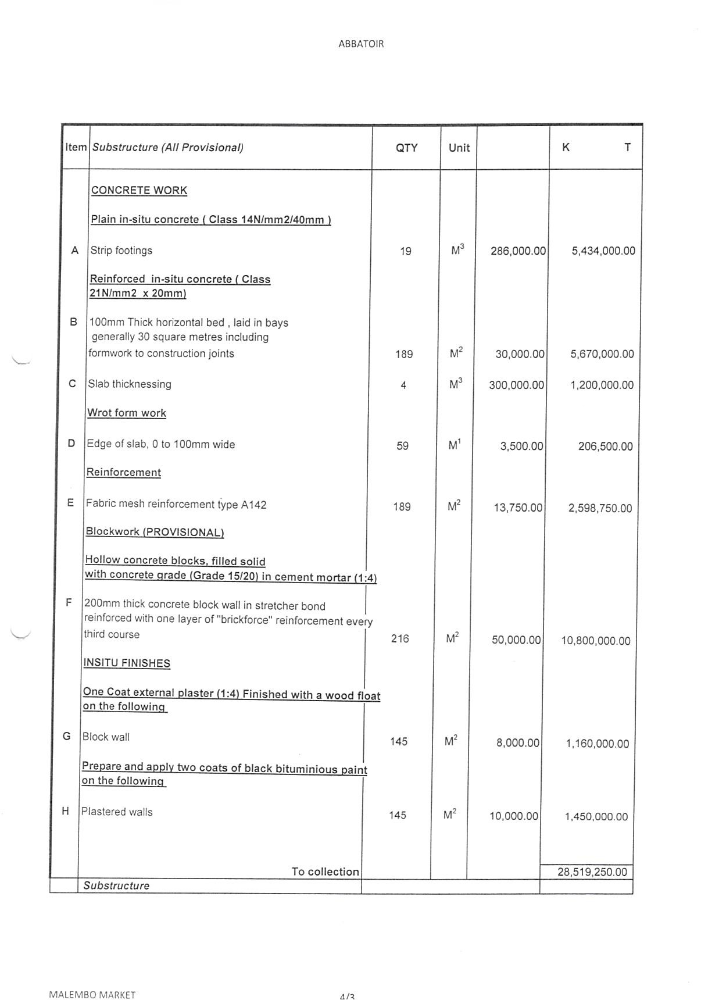 ABBATOIR
Item Substructure (All Provisional) QTY Unit K T
CONCRETE WORK
Plain in-situ concrete ( Class 14N/mm2/40mm )
A Strip footings 19 M³ 286,000.00 5,434,000.00
Reinforced in-situ concrete ( Class
21N/mm2 x 20mm)
B 100mm Thick horizontal bed , laid in bays
generally 30 square metres including
formwork to construction joints 189 M² 30,000.00 5,670,000.00
C Slab thicknessing 4 M³ 300,000.00 1,200,000.00
Wrot form work
D Edge of slab, 0 to 100mm wide 59 M¹ 3,500.00 206,500.00
Reinforcement
E Fabric mesh reinforcement type A142 189 M² 13,750.00 2,598,750.00
Blockwork (PROVISIONAL)
Hollow concrete blocks, filled solid
with concrete grade (Grade 15/20) in cement mortar (1:4)
F 200mm thick concrete block wall in stretcher bond
reinforced with one layer of "brickforce" reinforcement every
third course 216 M² 50,000.00 10,800,000.00
INSITU FINISHES
One Coat external plaster (1:4) Finished with a wood float
on the following
G Block wall 145 M² 8,000.00 1,160,000.00
Prepare and apply two coats of black bituminious paint
on the following
H Plastered walls 145 M² 10,000.00 1,450,000.00
To collection 28,519,250.00
Substructure
MALEMBO MARKET 4/3